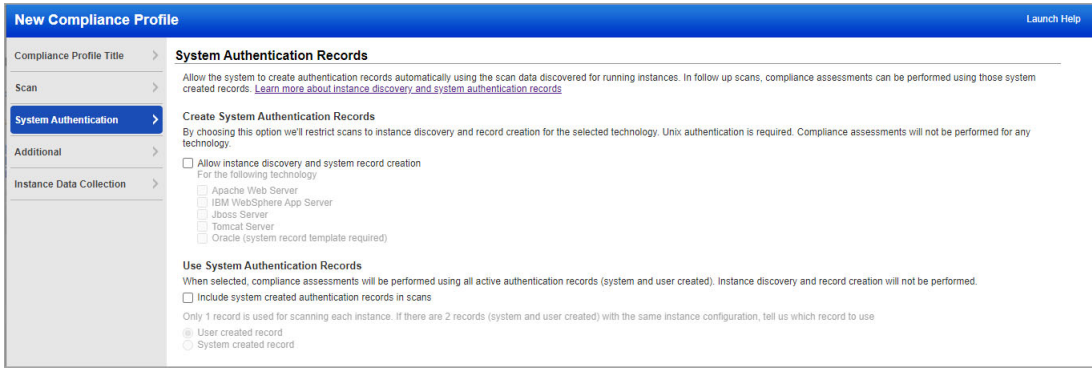 New Compliance Profile
Launch Help
Compliance Profile Title
Scan
System Authentication
Additional
Instance Data Collection
System Authentication Records
Allow the system to create authentication records automatically using the scan data discovered for running instances. In follow up scans, compliance assessments can be performed using those system
created records. Learn more about instance discovery and system authentication records
Create System Authentication Records
By choosing this option we'll restrict scans to instance discovery and record creation for the selected technology. Unix authentication is required. Compliance assessments will not be performed for any
technology.
Allow instance discovery and system record creation
For the following technology
Apache Web Server
IBM WebSphere App Server
Jboss Server
Tomcat Server
Oracle (system record template required)
Use System Authentication Records
When selected, compliance assessments will be performed using all active authentication records (system and user created). Instance discovery and record creation will not be performed.
Include system created authentication records in scans
Only 1 record is used for scanning each instance. If there are 2 records (system and user created) with the same instance configuration, tell us which record to use
User created record
System created record